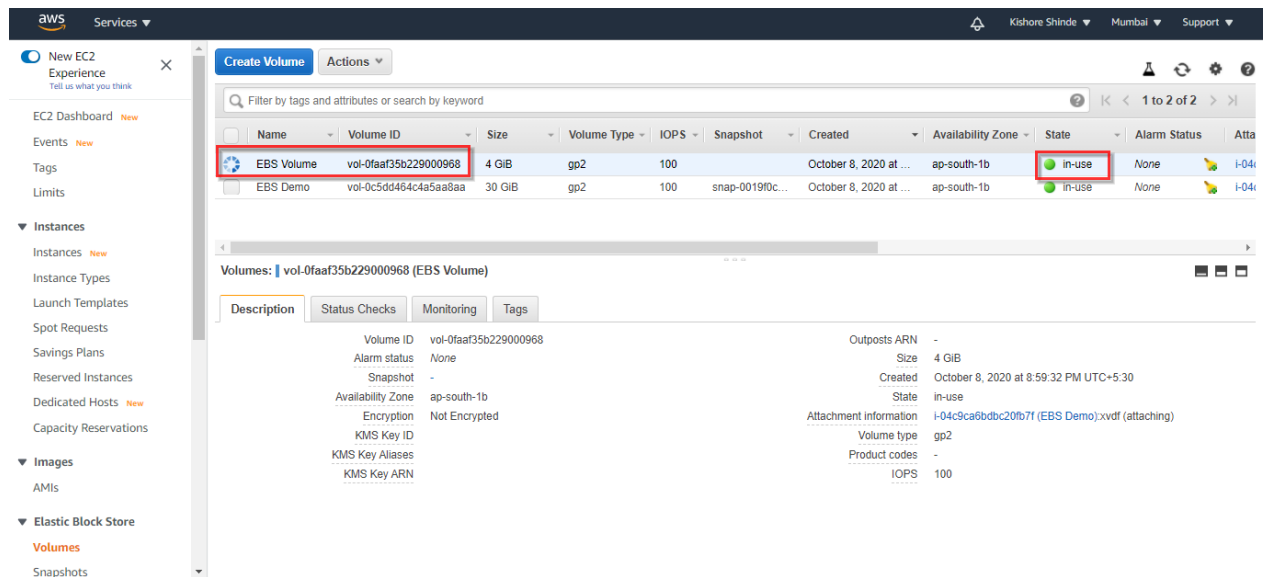 aws Services Kishore Shinde Mumbai Support
New EC2
Experience
Tell us what you think
EC2 Dashboard New
Events New
Tags
Limits
Instances
Instances New
Instance Types
Launch Templates
Spot Requests
Savings Plans
Reserved Instances
Dedicated Hosts New
Capacity Reservations
Images
AMIs
Elastic Block Store
Volumes
Snapshots
Create Volume Actions
Filter by tags and attributes or search by keyword 1 to 2 of 2
Name Volume ID Size Volume Type IOPS Snapshot Created Availability Zone State Alarm Status Atta
EBS Volume vol-0faaf35b229000968 4 GiB gp2 100 October 8, 2020 at ... ap-south-1b in-use None i-04c
EBS Demo vol-0c5dd464c4a5aa8aa 30 GiB gp2 100 snap-0019f0c... October 8, 2020 at ... ap-south-1b in-use None i-04c
Volumes: vol-0faaf35b229000968 (EBS Volume)
Description Status Checks Monitoring Tags
Volume ID vol-0faaf35b229000968 Outposts ARN -
Alarm status None Size 4 GiB
Snapshot - Created October 8, 2020 at 8:59:32 PM UTC+5:30
Availability Zone ap-south-1b State in-use
Encryption Not Encrypted Attachment information i-04c9ca6bdbc20fb7f (EBS Demo):xvdf (attaching)
KMS Key ID Volume type gp2
KMS Key Aliases Product codes -
KMS Key ARN IOPS 100